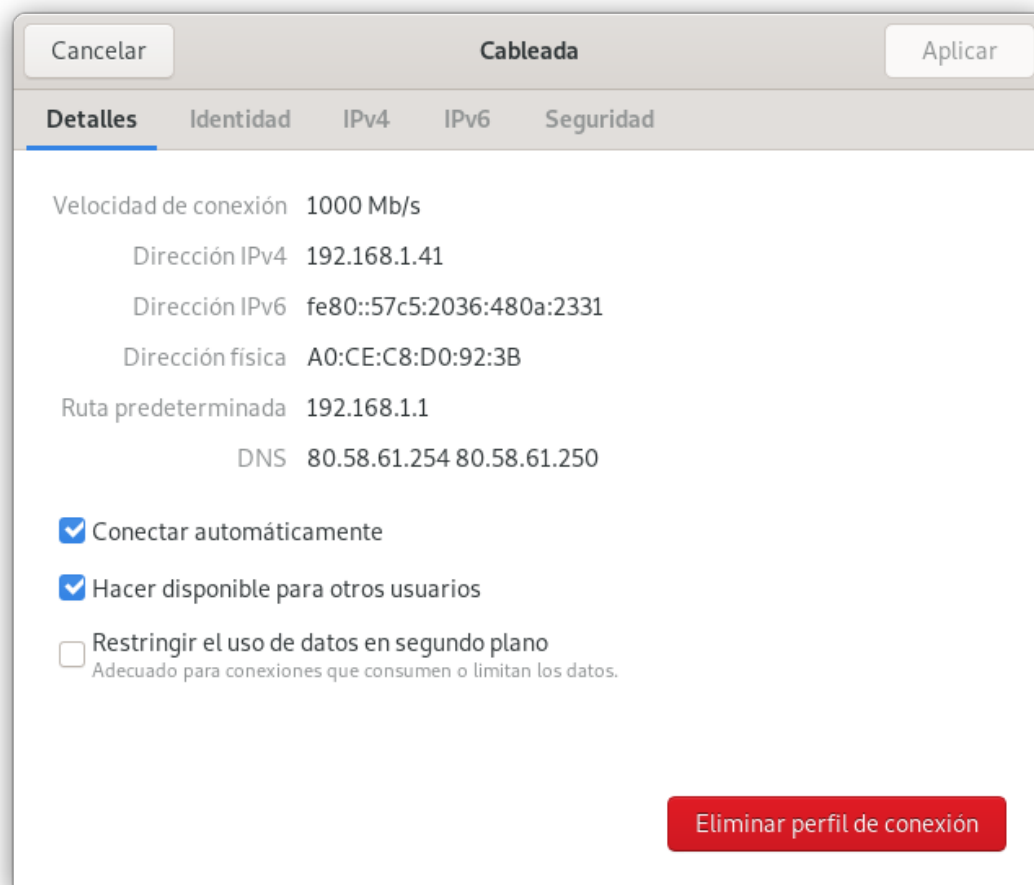 Cancelar Cableada Aplicar
Detalles Identidad IPv4 IPv6 Seguridad
Velocidad de conexión 1000 Mb/s
Dirección IPv4 192.168.1.41
Dirección IPv6 fe80::57c5:2036:480a:2331
Dirección física A0:CE:C8:D0:92:3B
Ruta predeterminada 192.168.1.1
DNS 80.58.61.254 80.58.61.250
Conectar automáticamente
Hacer disponible para otros usuarios
Restringir el uso de datos en segundo plano
Adecuado para conexiones que consumen o limitan los datos.
Eliminar perfil de conexión